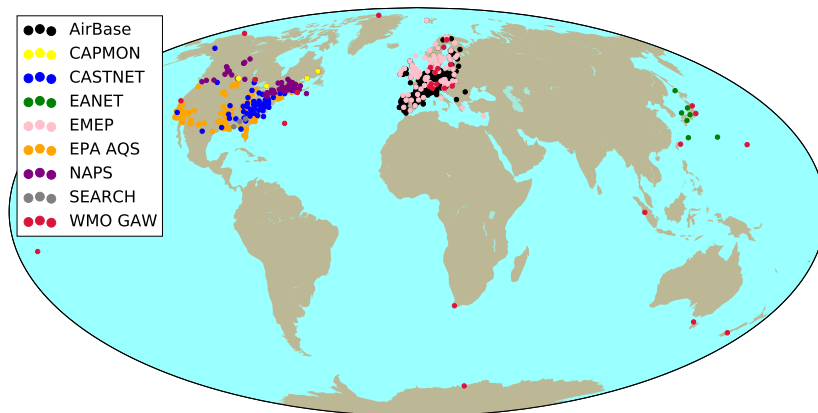 AirBase
CAPMON
CASTNET
EANET
EMEP
EPA AQS
NAPS
SEARCH
WMO GAW